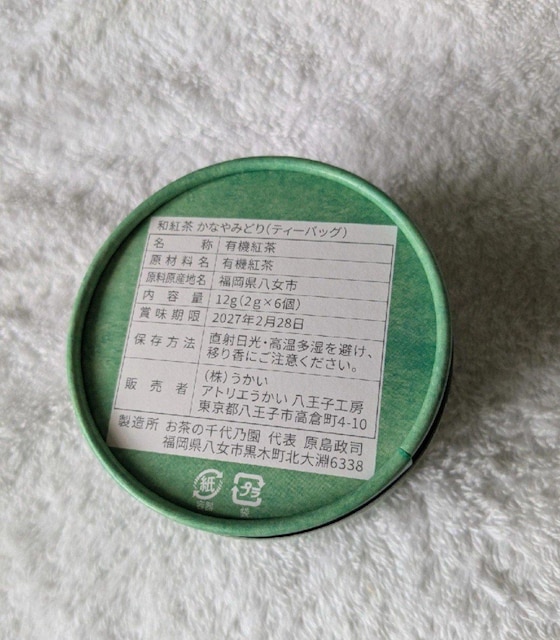 和紅茶 かなやみどり(ティーバッグ)
名称 有機紅茶
原材料名 有機紅茶
原料原産地名 福岡県八女市
内容量 12g(2g×6個)
賞味期限 2027年2月28日
保存方法 直射日光・高温多湿を避け、
移り香にご注意ください。
販売者 (株)うかい
アトリエうかい 八王子工房
東京都八王子市高倉町4-10
製造所 お茶の千代乃園 代表 原島政司
福岡県八女市黒木町北大淵6338
紙 プラ
容器 袋